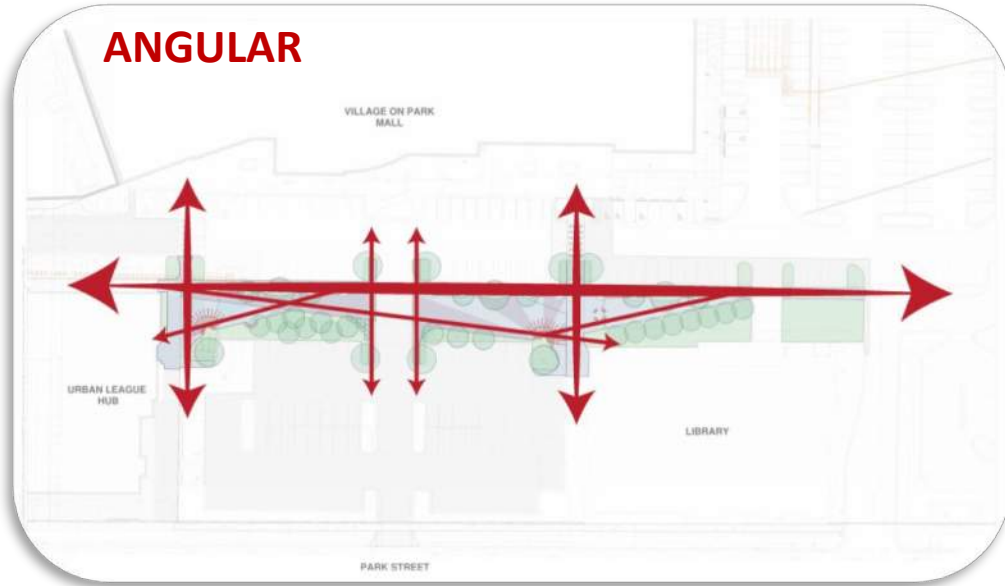 ANGULAR
VILLAGE ON PARK
MALL
URBAN LEAGUE
HUB
LIBRARY
PARK STREET